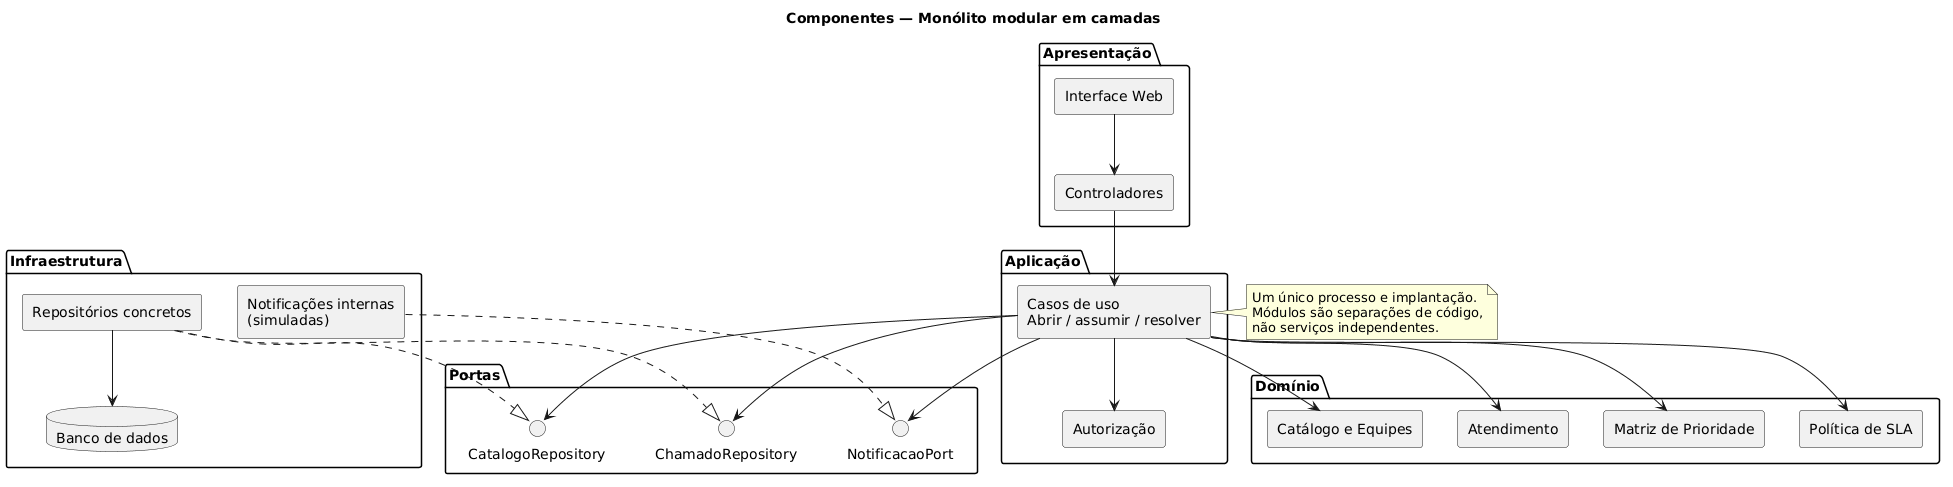 Componentes — Monólito modular em camadas
Apresentação
Interface Web
Controladores
Infraestrutura
Repositórios concretos
Notificações internas
(simuladas)
Banco de dados
Aplicação
Casos de uso
Abrir / assumir / resolver
Autorização
Um único processo e implantação.
Módulos são separações de código,
não serviços independentes.
Portas
CatalogoRepository
ChamadoRepository
NotificacaoPort
Domínio
Catálogo e Equipes
Atendimento
Matriz de Prioridade
Política de SLA